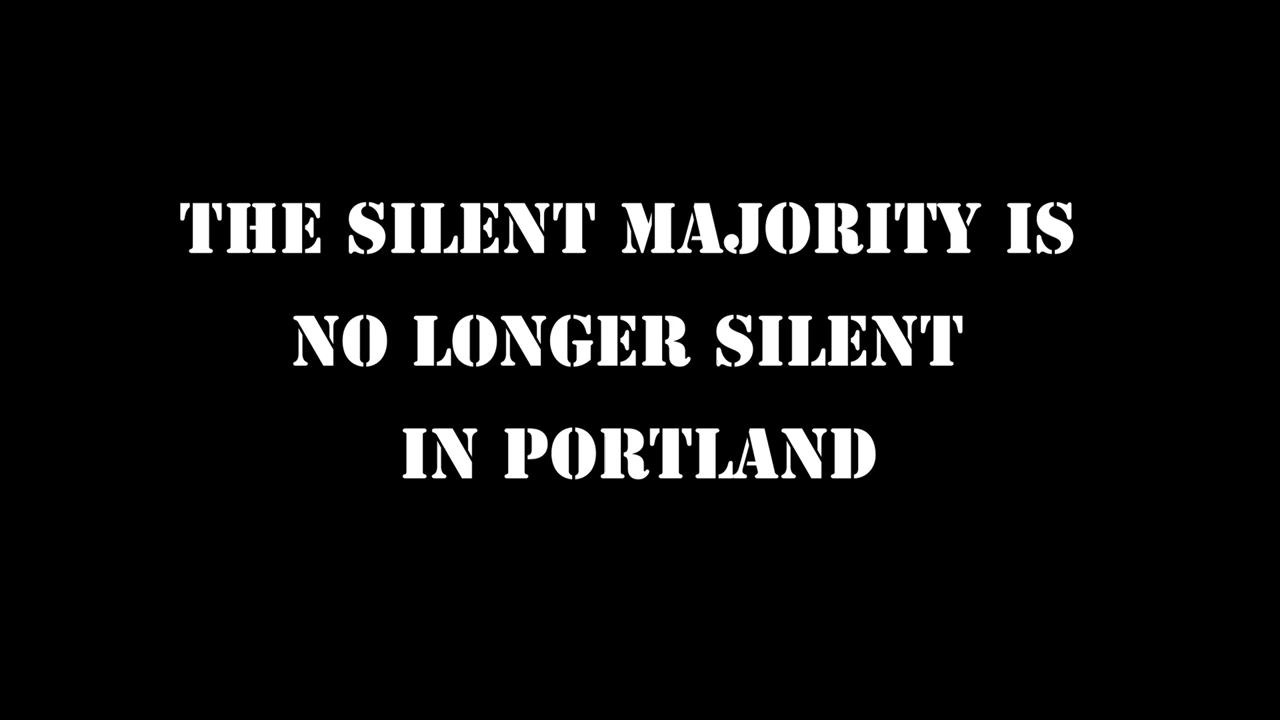 THE SILENT MAJORITY IS
NO LONGER SILENT
IN PORTLAND